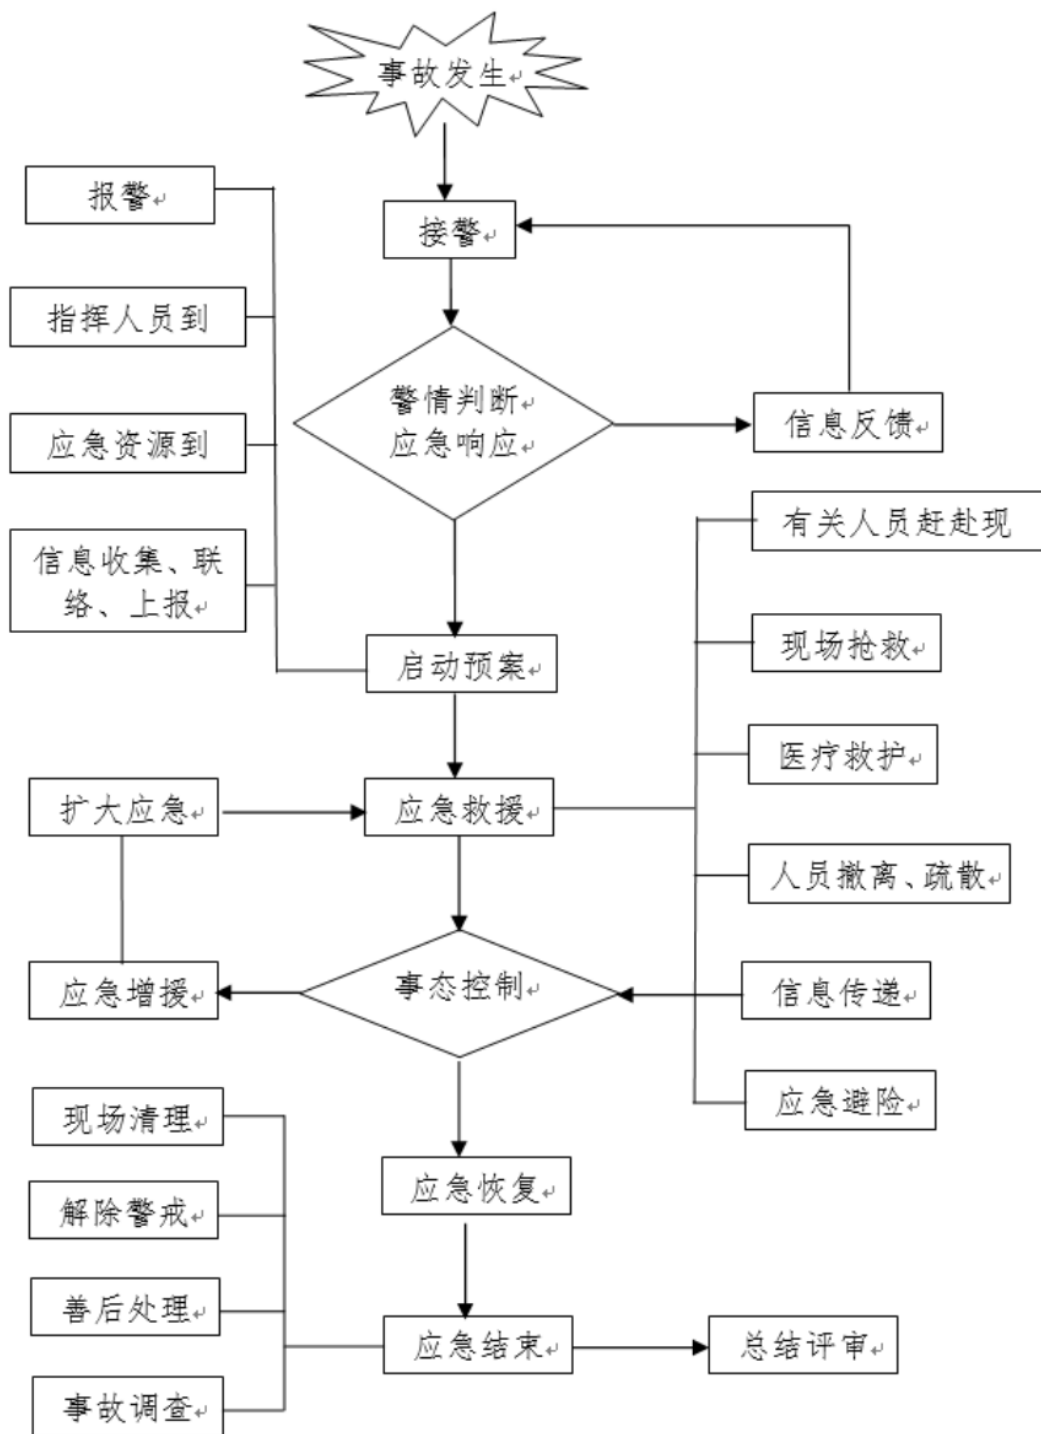 事故发生
报警
接警
指挥人员到
警情判断
应急响应
信息反馈
应急资源到
有关人员赶赴现
信息收集、联
络、上报
现场抢救
启动预案
医疗救护
扩大应急
应急救援
人员撤离、疏散
应急增援
事态控制
信息传递
现场清理
应急避险
应急恢复
解除警戒
善后处理
应急结束
总结评审
事故调查